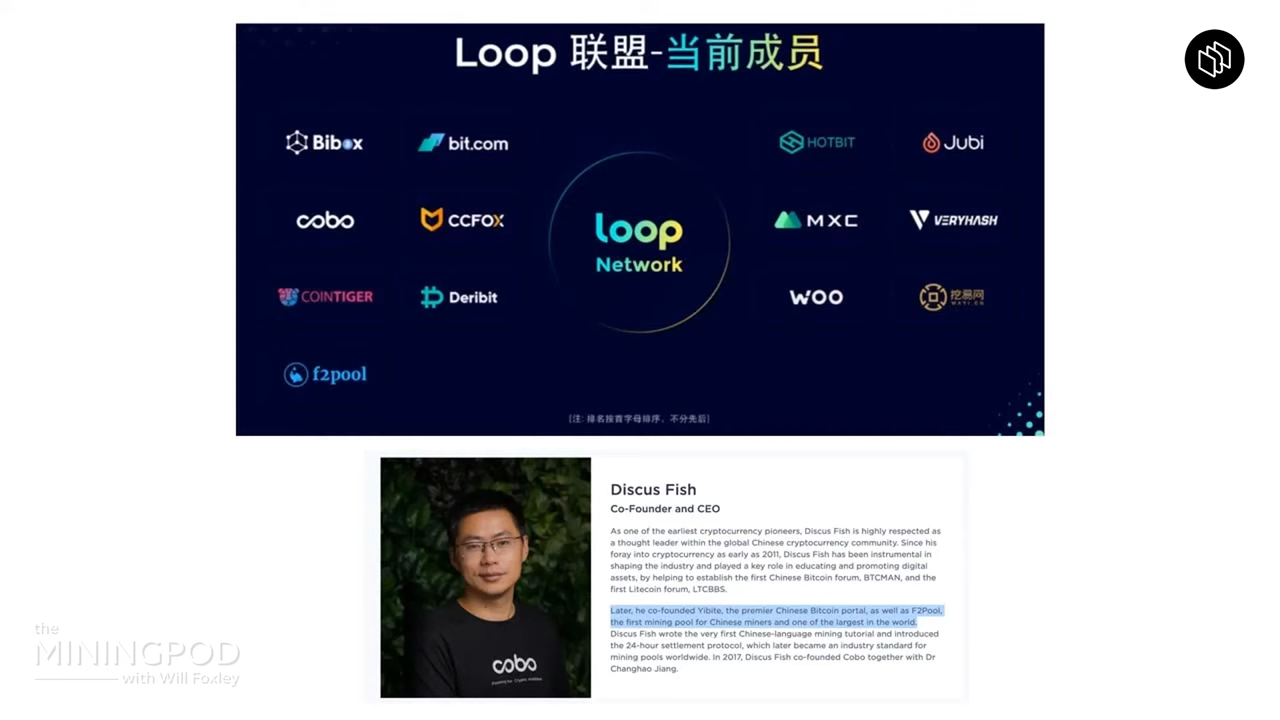 Loop 联盟-当前成员
Bibox
bit.com
HOTBIT
Jubi
cobo
CCFOX
MXC
VERYHASH
loop
Network
COINTIGER
Deribit
WOO
挖易网
WAYI.CN
f2pool
(注: 排名按首字母排序，不分先后)
Discus Fish
Co-Founder and CEO
As one of the earliest cryptocurrency pioneers, Discus Fish is highly respected as
a thought leader within the global Chinese cryptocurrency community. Since his
foray into cryptocurrency as early as 2011, Discus Fish has been instrumental in
shaping the industry and played a key role in educating and promoting digital
assets, by helping to establish the first Chinese Bitcoin forum, BTCMAN, and the
first Litecoin forum, LTCBBS.
Later, he co-founded Yibite, the premier Chinese Bitcoin portal, as well as F2Pool,
the first mining pool for Chinese miners and one of the largest in the world.
Discus Fish wrote the very first Chinese-language mining tutorial and introduced
the 24-hour settlement protocol, which later became an industry standard for
mining pools worldwide. In 2017, Discus Fish co-founded Cobo together with Dr
Changhao Jiang.
cobo
the
MININGPOD
with Will Foxley